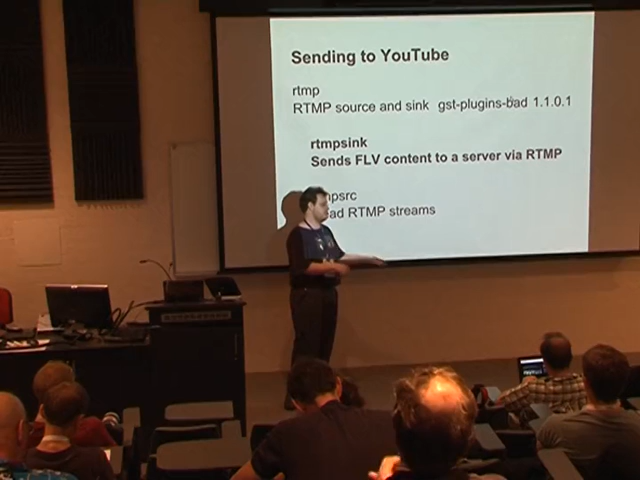 Sending to YouTube
rtmp
RTMP source and sink gst-plugins-bad 1.1.0.1
rtmpsink
Sends FLV content to a server via RTMP
RTMP streams